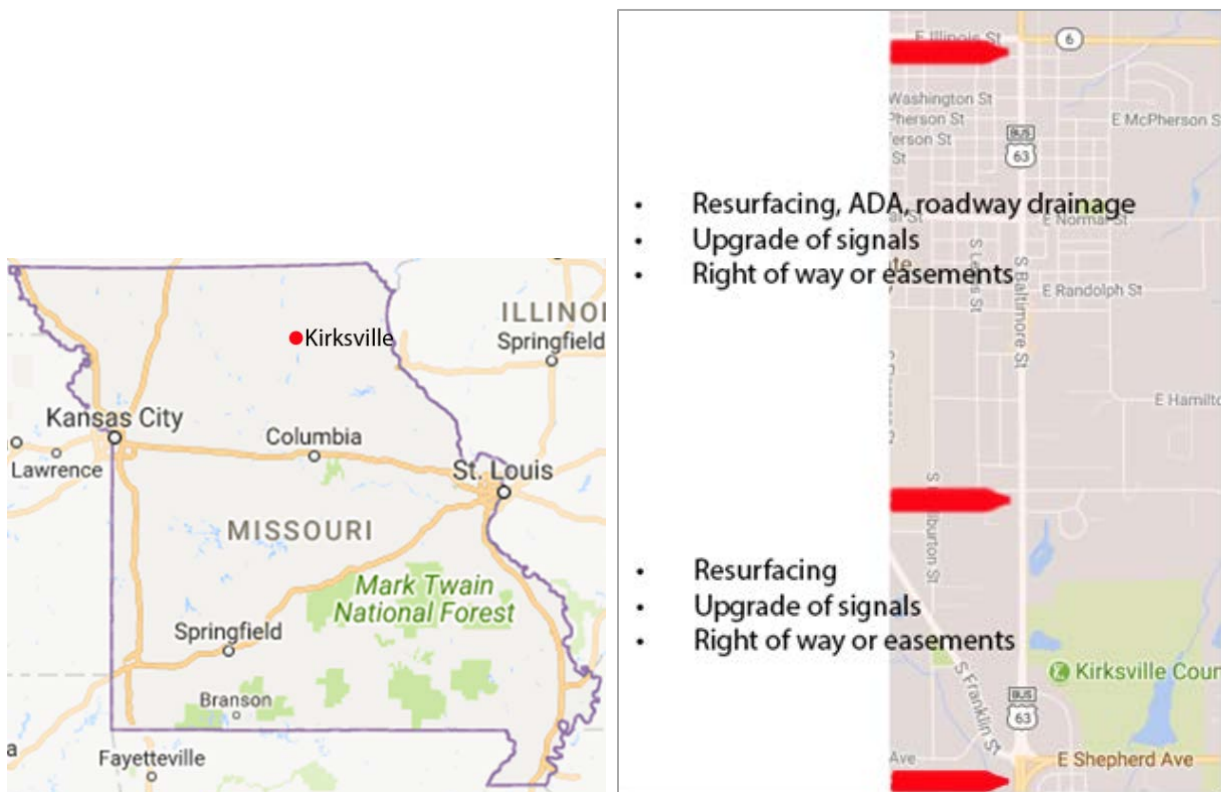 ILLINOI
Springfield
Kirksville
Kansas City
Columbia
Lawrence
St. Louis
MISSOURI
Mark Twain
National Forest
Springfield
Branson
Fayetteville
E Illinois St
6
Washington St
E McPherson S
BUS
63
• Resurfacing, ADA, roadway drainage
E Normal St
• Upgrade of signals
• Right of way or easements
S Baltimore St
E Randolph St
E Hamilto
• Resurfacing
• Upgrade of signals
• Right of way or easements
S Franklin St
Kirksville Coun
BUS
63
Ave
E Shepherd Ave